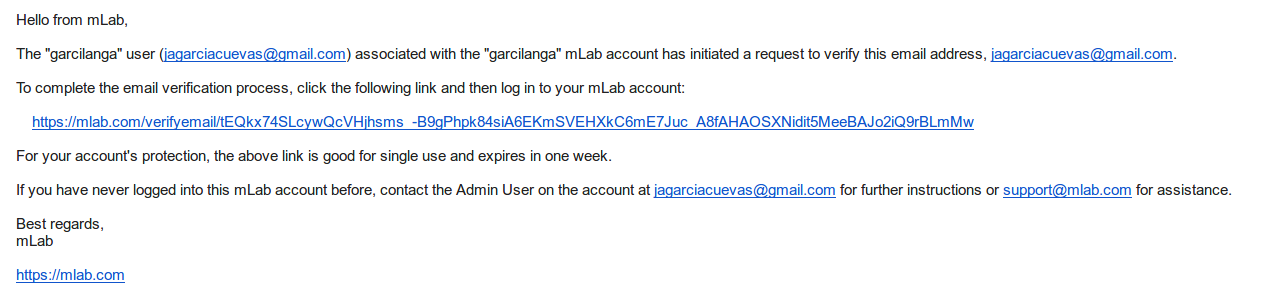 Hello from mLab,
The "garcilanga" user (jagarciacuevas@gmail.com) associated with the "garcilanga" mLab account has initiated a request to verify this email address, jagarciacuevas@gmail.com.
To complete the email verification process, click the following link and then log in to your mLab account:
https://mlab.com/verifyemail/tEQkx74SLcywQcVHjhsms_-B9gPhpk84siA6EKmSVEHXkC6mE7Juc_A8fAHAOSXNidit5MeeBAJo2iQ9rBLmMw
For your account's protection, the above link is good for single use and expires in one week.
If you have never logged into this mLab account before, contact the Admin User on the account at jagarciacuevas@gmail.com for further instructions or support@mlab.com for assistance.
Best regards,
mLab
https://mlab.com